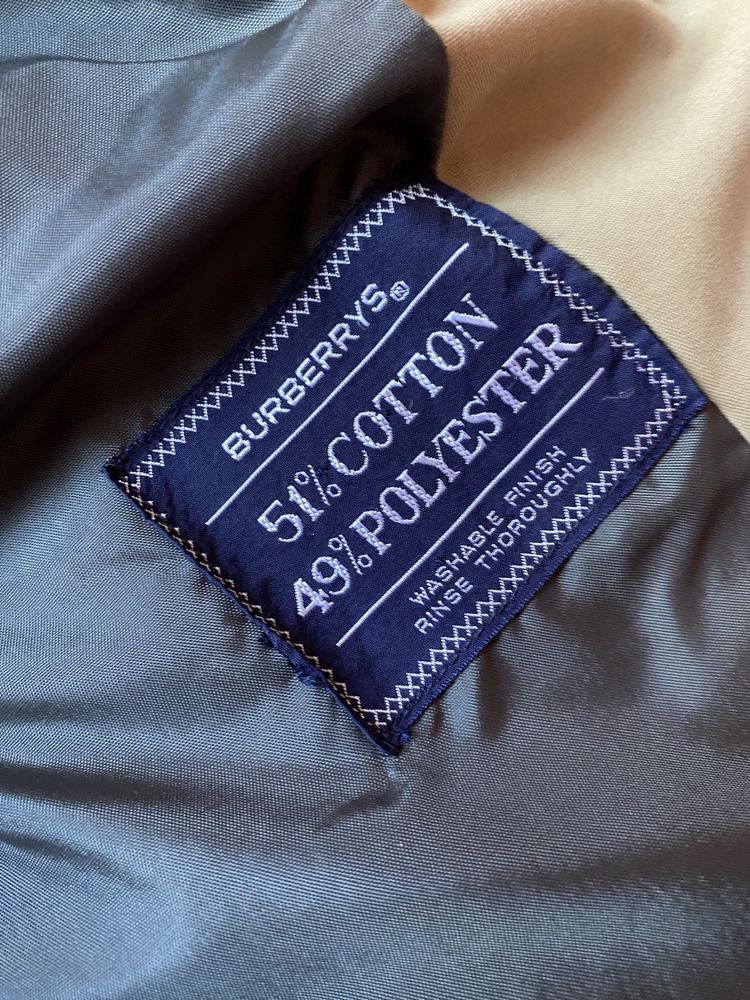 BURBERRYS®
51% COTTON
49% POLYESTER
WASHABLE FINISH
RINSE THOROUGHLY